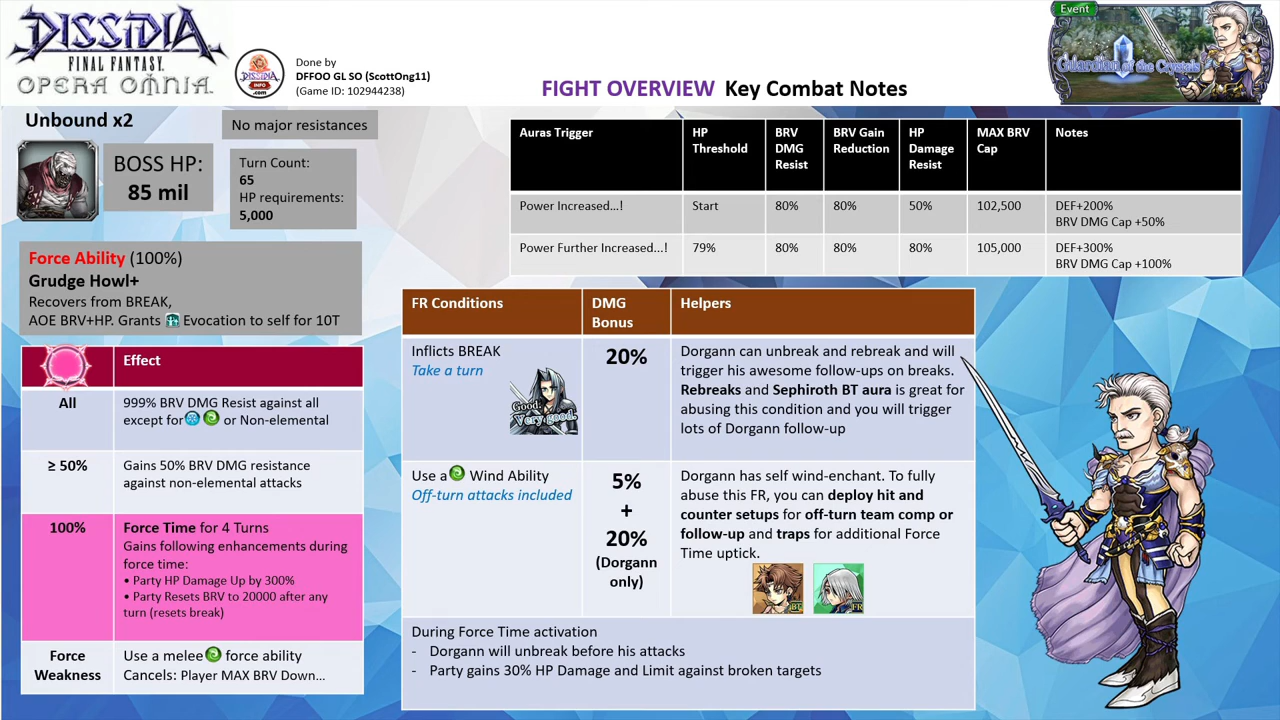 DISSIDIA
FINAL FANTASY.
OPERA OMNIA
DISSIDIA
INFO
.COM
Done by
DFFOO GL SO (ScottOng11)
(Game ID: 102944238)
FIGHT OVERVIEW Key Combat Notes
Event
Guardian of the Crystals
Unbound x2
No major resistances
BOSS HP:
85 mil
Turn Count:
65
HP requirements:
5,000
Force Ability (100%)
Grudge Howl+
Recovers from BREAK,
AOE BRV+HP. Grants Evocation to self for 10T
Effect
All
999% BRV DMG Resist against all
except for or Non-elemental
≥ 50%
Gains 50% BRV DMG resistance
against non-elemental attacks
100%
Force Time for 4 Turns
Gains following enhancements during
force time:
• Party HP Damage Up by 300%
• Party Resets BRV to 20000 after any
turn (resets break)
Force
Weakness
Use a melee force ability
Cancels: Player MAX BRV Down...
Auras Trigger
HP
Threshold
BRV
DMG
Resist
BRV Gain
Reduction
HP
Damage
Resist
MAX BRV
Cap
Notes
Power Increased...!
Start
80%
80%
50%
102,500
DEF+200%
BRV DMG Cap +50%
Power Further Increased...!
79%
80%
80%
80%
105,000
DEF+300%
BRV DMG Cap +100%
FR Conditions
DMG
Bonus
Helpers
Inflicts BREAK
Take a turn
Good.
Very good.
20%
Dorgann can unbreak and rebreak and will
trigger his awesome follow-ups on breaks.
Rebreaks and Sephiroth BT aura is great for
abusing this condition and you will trigger
lots of Dorgann follow-up
Use a Wind Ability
Off-turn attacks included
5%
+
20%
(Dorgann
only)
Dorgann has self wind-enchant. To fully
abuse this FR, you can deploy hit and
counter setups for off-turn team comp or
follow-up and traps for additional Force
Time uptick.
BT
FR
During Force Time activation
- Dorgann will unbreak before his attacks
- Party gains 30% HP Damage and Limit against broken targets